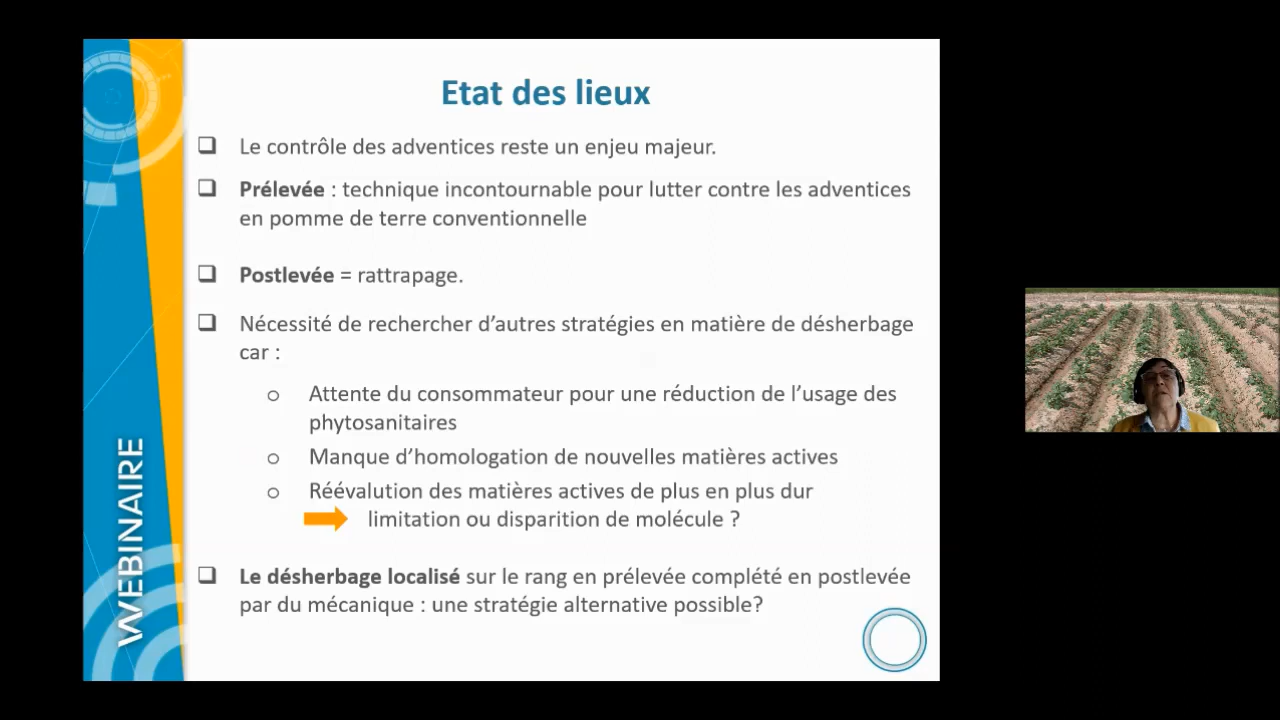 Etat des lieux
Le contrôle des adventices reste un enjeu majeur.
Prélevée : technique incontournable pour lutter contre les adventices
en pomme de terre conventionnelle
Postlevée = rattrapage.
Nécessité de rechercher d'autres stratégies en matière de désherbage
car :
Attente du consommateur pour une réduction de l'usage des
phytosanitaires
Manque d'homologation de nouvelles matières actives
Réévalution des matières actives de plus en plus dur
limitation ou disparition de molécule ?
Le désherbage localisé sur le rang en prélevée complété en postlevée
par du mécanique : une stratégie alternative possible?
WEBINAIRE